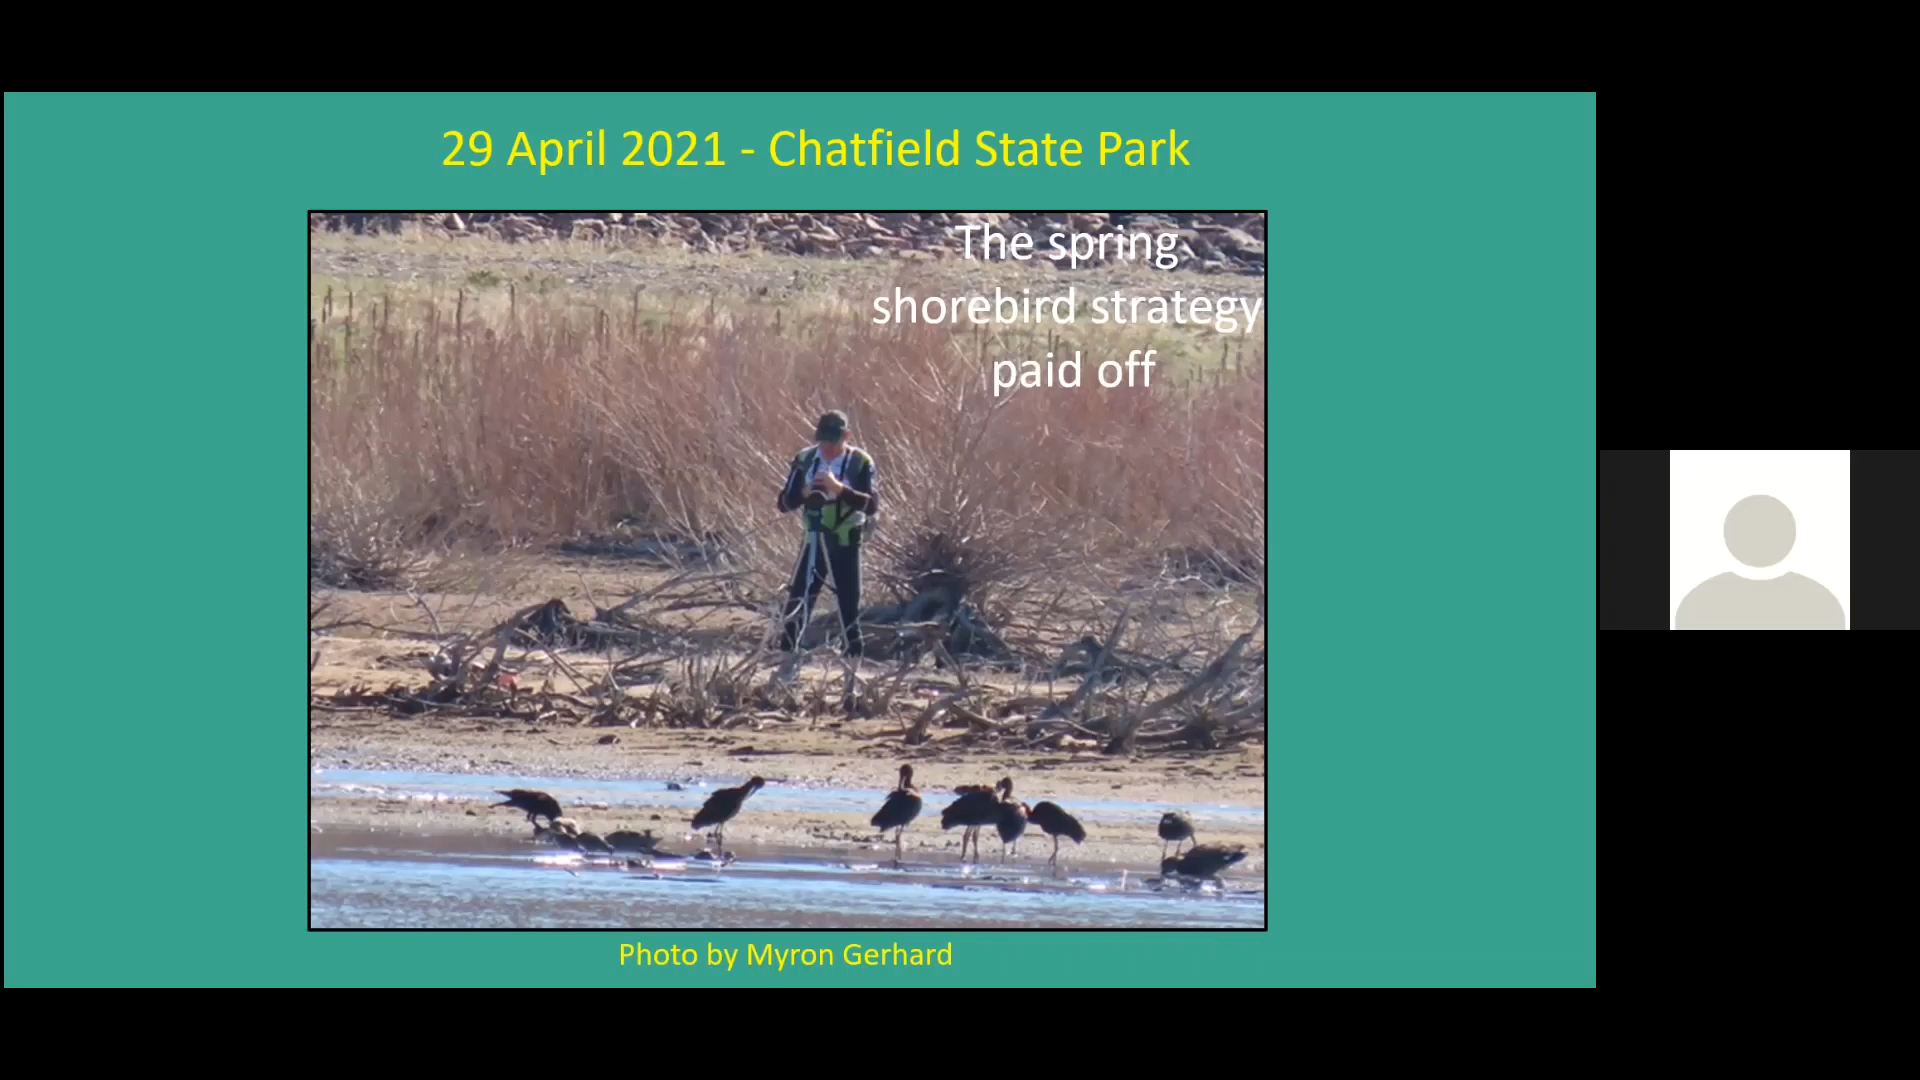 29 April 2021 - Chatfield State Park
The spring
shorebird strategy
paid off
Photo by Myron Gerhard